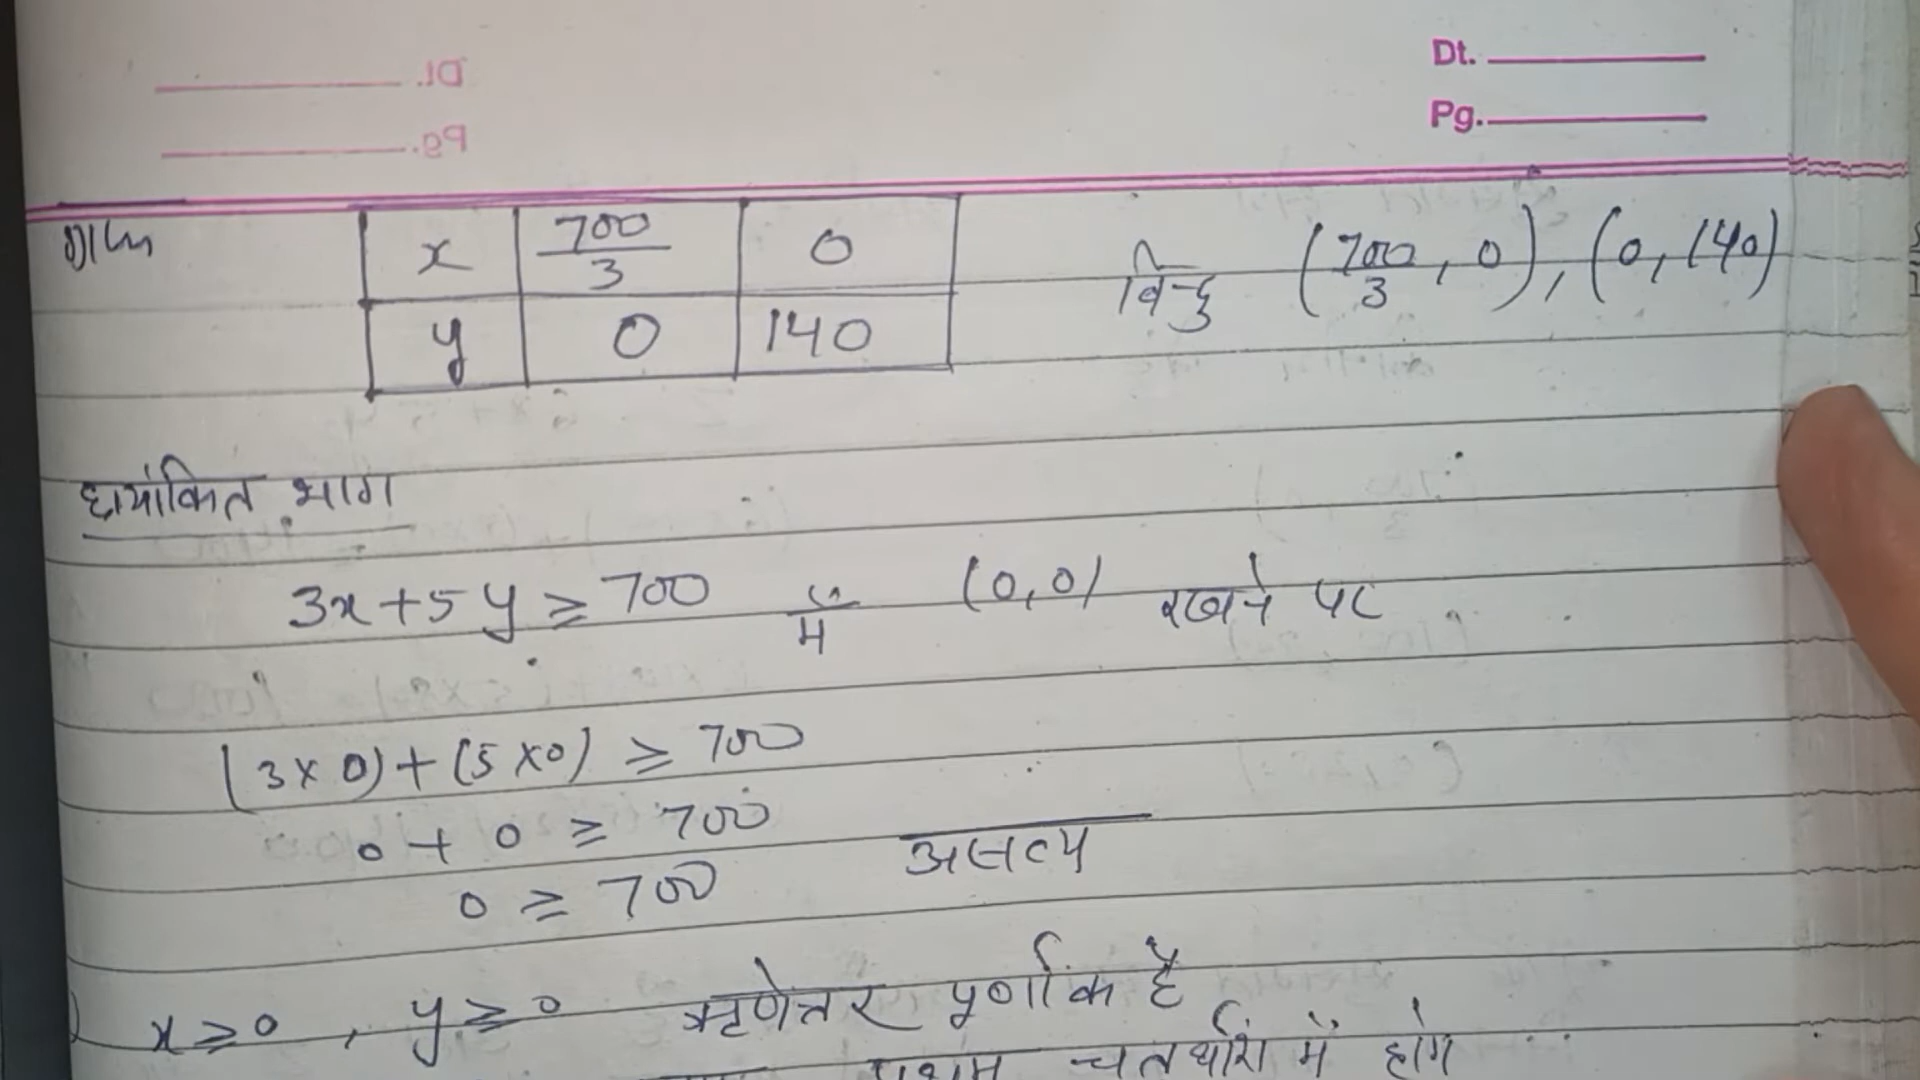 Dt.
Pg.
x 700/3 0
y 0 140
बिन्दु (700/3, 0), (0, 140)
छायांकित भाग
3x+5y ≥ 700 में (0,0) रखने पर
(3×0)+(5×0) ≥ 700
0 + 0 ≥ 700
0 ≥ 700 असत्य
x ≥ 0, y ≥ 0 ऋणेत्तर पूर्णांक है
प्रथम चतुर्थांश में होंगे